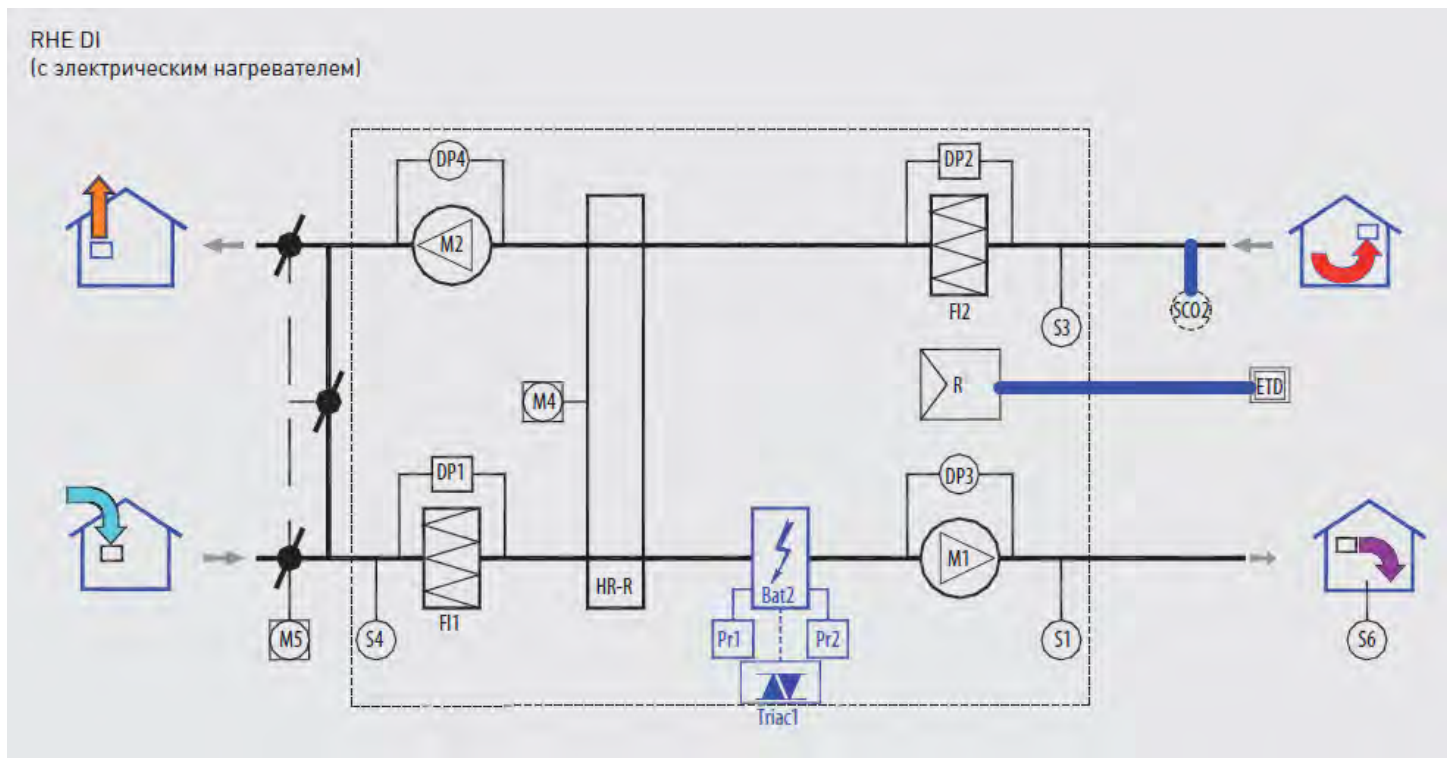 RHE DI
(с электрическим нагревателем)
DP4
DP2
M2
FI2
S3
SCO2
M4
R
ETD
DP1
DP3
M1
HR-R
Bat2
FI1
M5
S4
Pr1
Pr2
S1
S6
Triac1